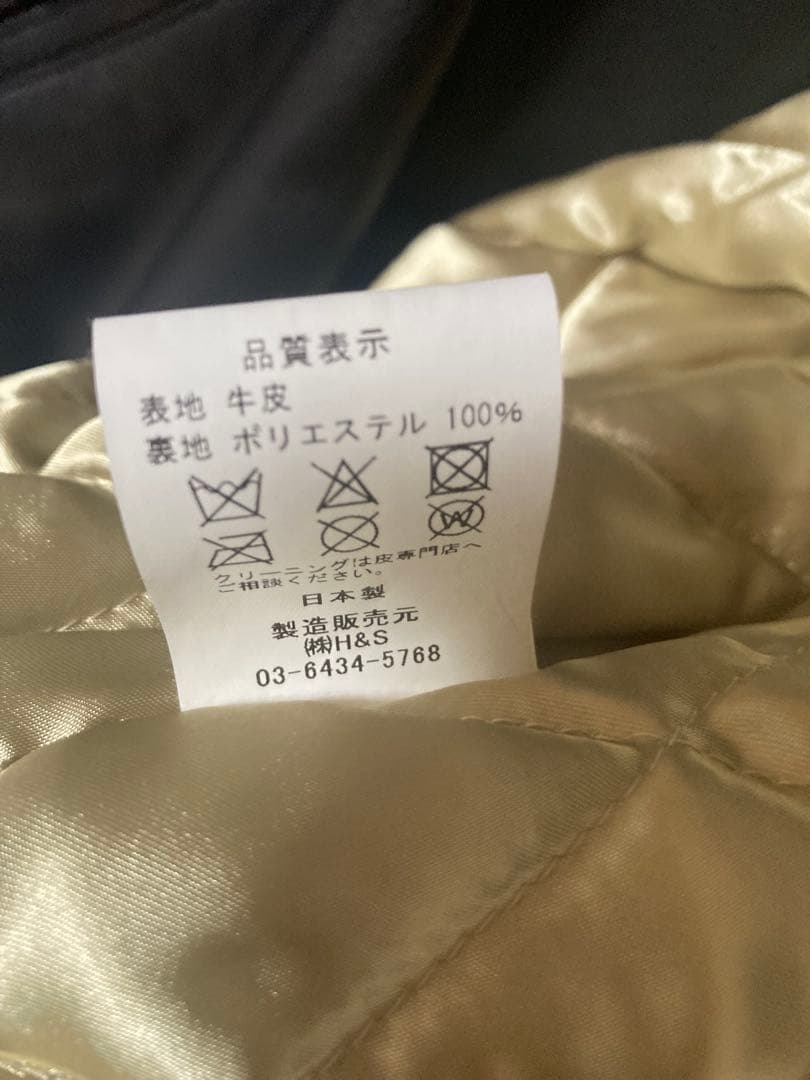 品質表示
表地 牛皮
裏地 ポリエステル 100%
クリーニングは皮専門店へ
ご相談ください。
日本製
製造販売元
㈱H&S
03-6434-5768